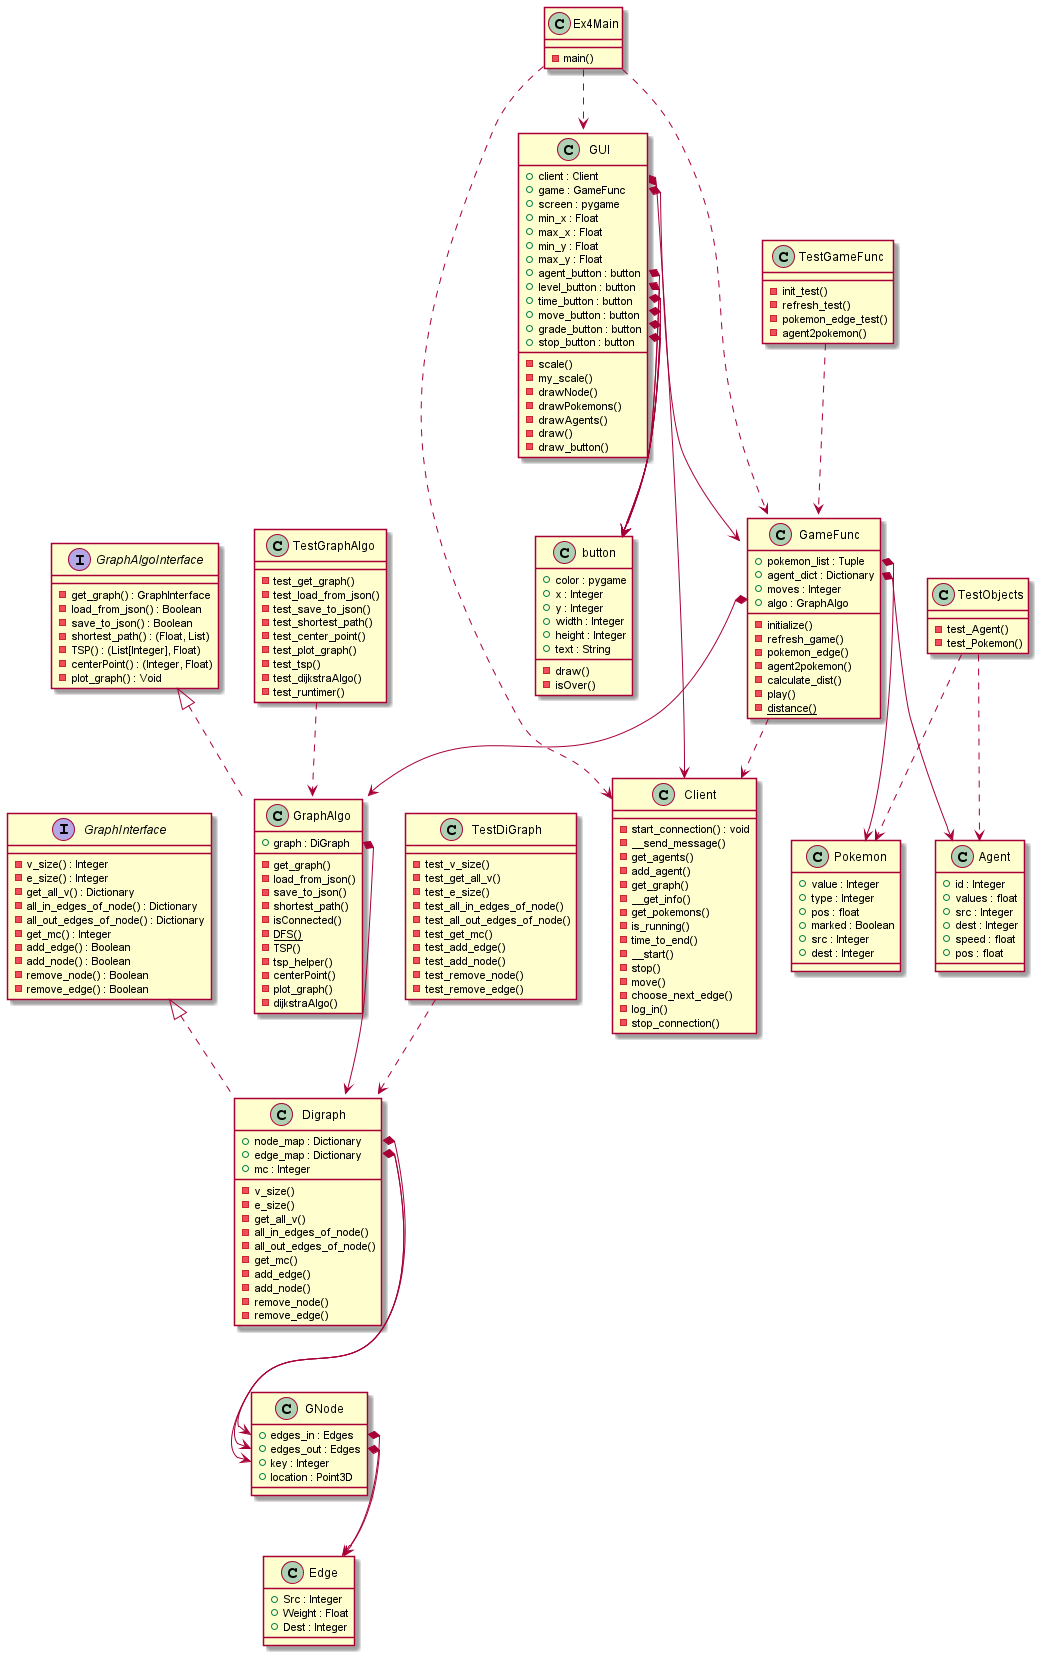 C Ex4Main
main()
C GUI
client : Client
game : GameFunc
screen : pygame
min_x : Float
max_x : Float
min_y : Float
max_y : Float
agent_button : button
level_button : button
time_button : button
move_button : button
grade_button : button
stop_button : button
scale()
my_scale()
drawNode()
drawPokemons()
drawAgents()
draw()
draw_button()
C TestGameFunc
init_test()
refresh_test()
pokemon_edge_test()
agent2pokemon()
I GraphAlgoInterface
get_graph() : GraphInterface
load_from_json() : Boolean
save_to_json() : Boolean
shortest_path() : (Float, List)
TSP() : (List[Integer], Float)
centerPoint() : (Integer, Float)
plot_graph() : Void
C TestGraphAlgo
test_get_graph()
test_load_from_json()
test_save_to_json()
test_shortest_path()
test_center_point()
test_plot_graph()
test_tsp()
test_dijkstraAlgo()
test_runtimer()
C button
color : pygame
x : Integer
y : Integer
width : Integer
height : Integer
text : String
draw()
isOver()
C GameFunc
pokemon_list : Tuple
agent_dict : Dictionary
moves : Integer
algo : GraphAlgo
initialize()
refresh_game()
pokemon_edge()
agent2pokemon()
calculate_dist()
play()
distance()
C TestObjects
test_Agent()
test_Pokemon()
I GraphInterface
v_size() : Integer
e_size() : Integer
get_all_v() : Dictionary
all_in_edges_of_node() : Dictionary
all_out_edges_of_node() : Dictionary
get_mc() : Integer
add_edge() : Boolean
add_node() : Boolean
remove_node() : Boolean
remove_edge() : Boolean
C GraphAlgo
graph : DiGraph
get_graph()
load_from_json()
save_to_json()
shortest_path()
isConnected()
DFS()
TSP()
tsp_helper()
centerPoint()
plot_graph()
dijkstraAlgo()
C TestDiGraph
test_v_size()
test_get_all_v()
test_e_size()
test_all_in_edges_of_node()
test_all_out_edges_of_node()
test_get_mc()
test_add_edge()
test_add_node()
test_remove_node()
test_remove_edge()
C Client
start_connection() : void
__send_message()
get_agents()
add_agent()
get_graph()
__get_info()
get_pokemons()
is_running()
time_to_end()
__start()
stop()
move()
choose_next_edge()
log_in()
stop_connection()
C Pokemon
value : Integer
type : Integer
pos : float
marked : Boolean
src : Integer
dest : Integer
C Agent
id : Integer
values : float
src : Integer
dest : Integer
speed : float
pos : float
C Digraph
node_map : Dictionary
edge_map : Dictionary
mc : Integer
v_size()
e_size()
get_all_v()
all_in_edges_of_node()
all_out_edges_of_node()
get_mc()
add_edge()
add_node()
remove_node()
remove_edge()
C GNode
edges_in : Edges
edges_out : Edges
key : Integer
location : Point3D
C Edge
Src : Integer
Weight : Float
Dest : Integer